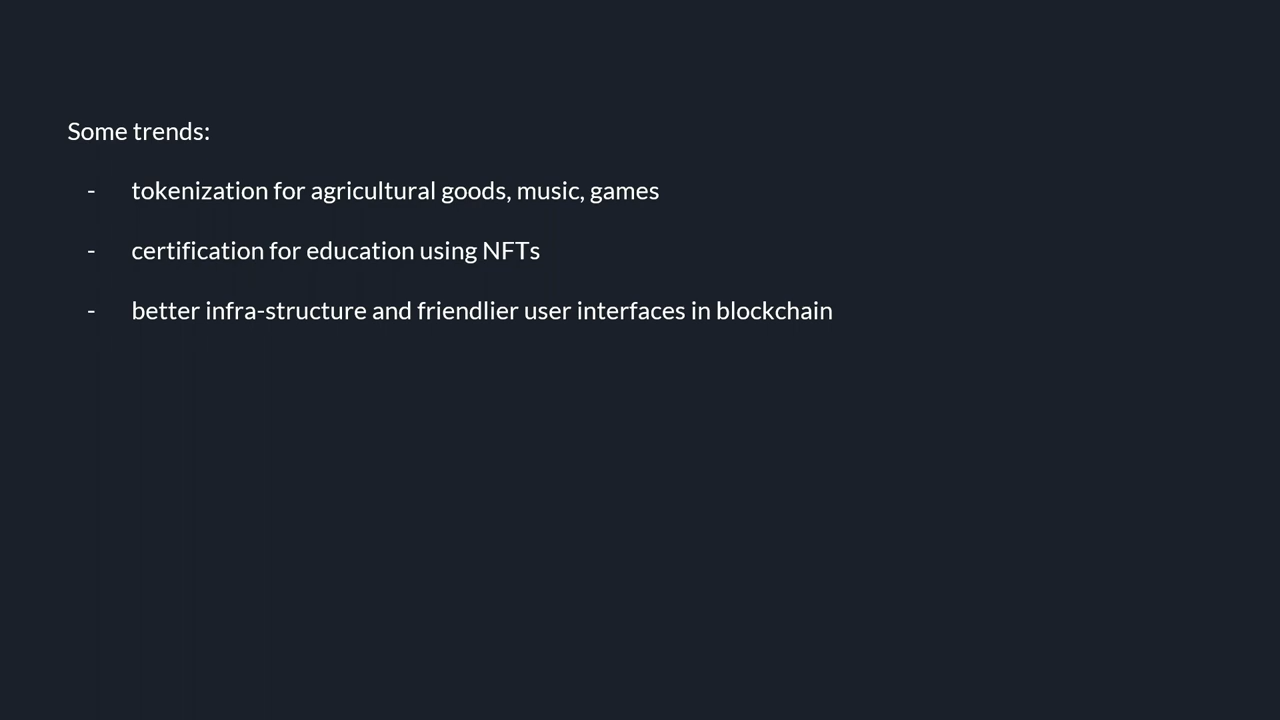 Some trends:
- tokenization for agricultural goods, music, games
- certification for education using NFTs
- better infra-structure and friendlier user interfaces in blockchain